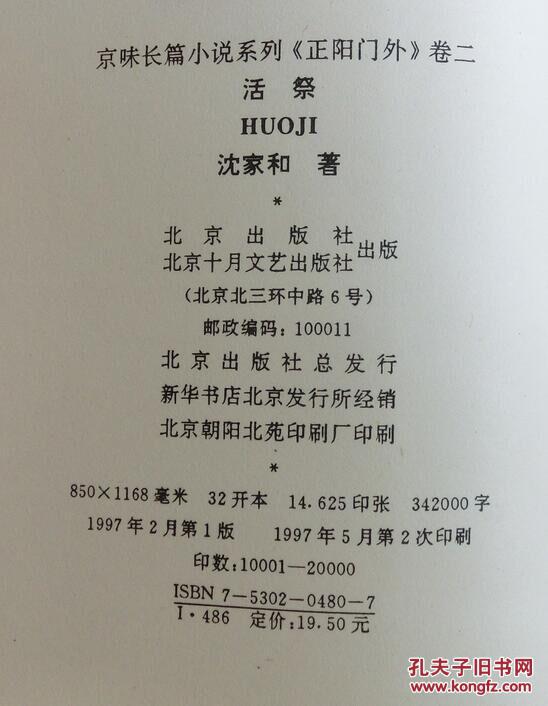 京味长篇小说系列《正阳门外》卷二
活 祭
HUOJI
沈家和 著
*
北京出版社
北京十月文艺出版社 出版
(北京北三环中路6号)
邮政编码: 100011
北京出版社总发行
新华书店北京发行所经销
北京朝阳北苑印刷厂印刷
*
850×1168毫米 32开本 14.625印张 342000字
1997年2月第1版 1997年5月第2次印刷
印数: 10001—20000
ISBN 7-5302-0480-7
I·486 定价: 19.50元
孔夫子旧书网
www.kongfz.com